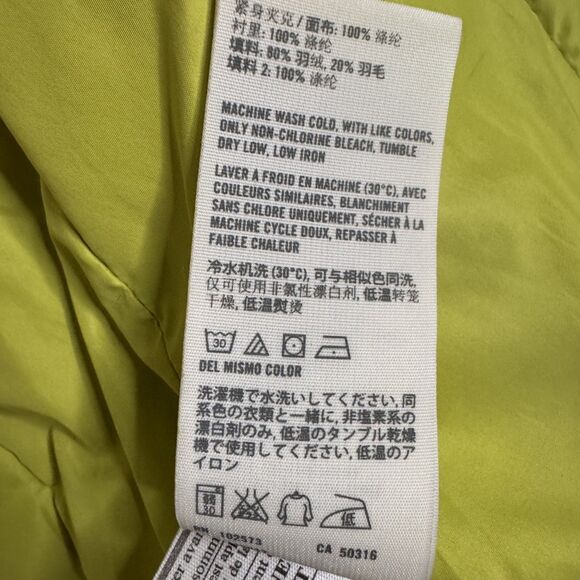 紧身夹克/面布: 100% 涤纶
衬里: 100% 涤纶
填料: 80% 羽绒, 20% 羽毛
填料 2: 100% 涤纶
MACHINE WASH COLD, WITH LIKE COLORS,
ONLY NON-CHLORINE BLEACH, TUMBLE
DRY LOW, LOW IRON
LAVER À FROID EN MACHINE (30°C), AVEC
COULEURS SIMILAIRES, BLANCHIMENT
SANS CHLORE UNIQUEMENT, SÉCHER À LA
MACHINE CYCLE DOUX, REPASSER À
FAIBLE CHALEUR
冷水机洗 (30°C), 可与相似色同洗,
仅可使用非氯性漂白剂, 低温转笼
干燥, 低温熨烫
30
DEL MISMO COLOR
洗濯機で水洗いしてください, 同
系色の衣類と一緒に, 非塩素系の
漂白剤のみ, 低温のタンブル乾燥
機で使用してください, 低温のア
イロン
弱
30
低
RN 102573
CA 50316